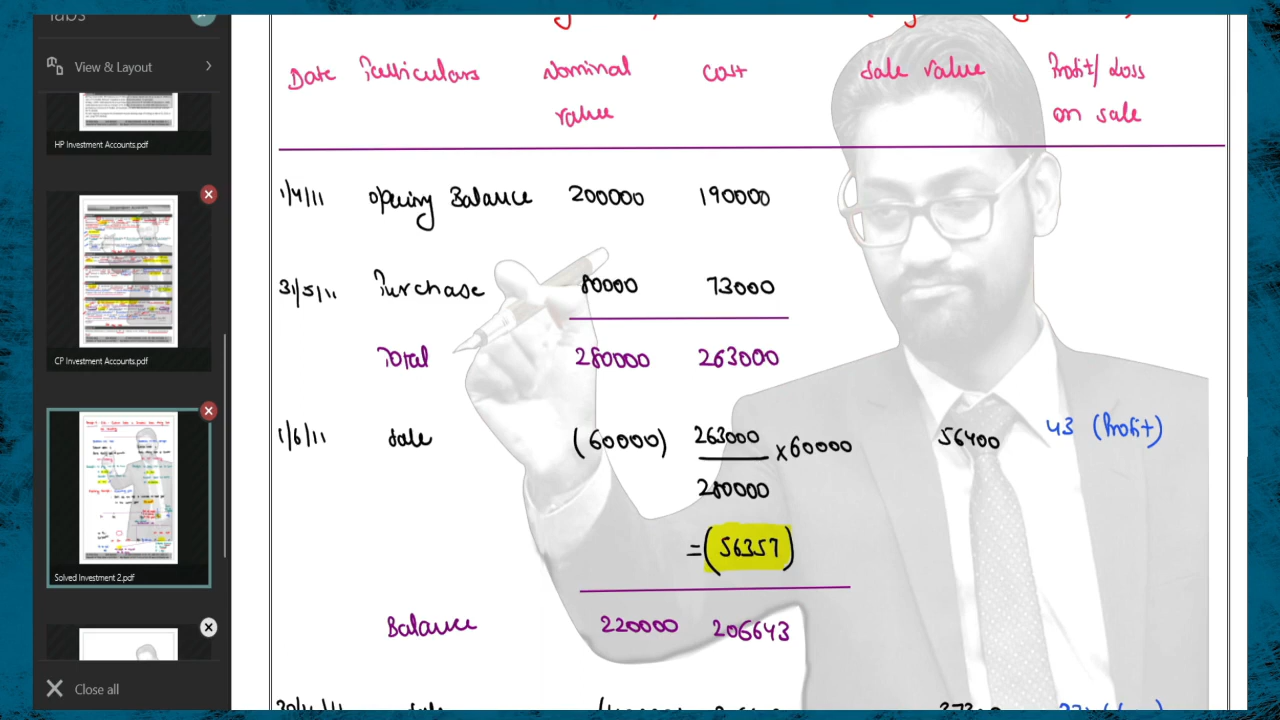 View & Layout
HP Investment Accounts.pdf
CP Investment Accounts.pdf
Solved Investment 2.pdf
Close all
Date Particulars Nominal value Cost Sale value Profit/Loss on sale
1/4/11 Opening Balance 200000 190000
31/5/11 Purchase 80000 73000
Total 280000 263000
1/6/11 Sale (60000) 263000 ×60000 56400 43 (Profit)
280000
=(56357)
Balance 220000 206643